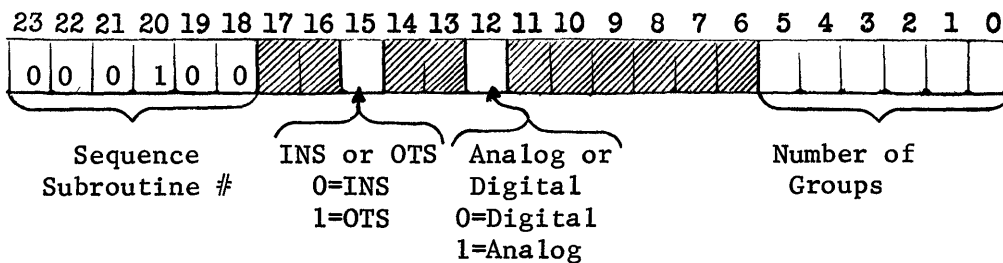 23 22 21 20 19 18 17 16 15 14 13 12 11 10 9 8 7 6 5 4 3 2 1 0
0 0 0 1 0 0
Sequence INS or OTS Analog or Number of
Subroutine # 0=INS Digital Groups
1=OTS 0=Digital
1=Analog